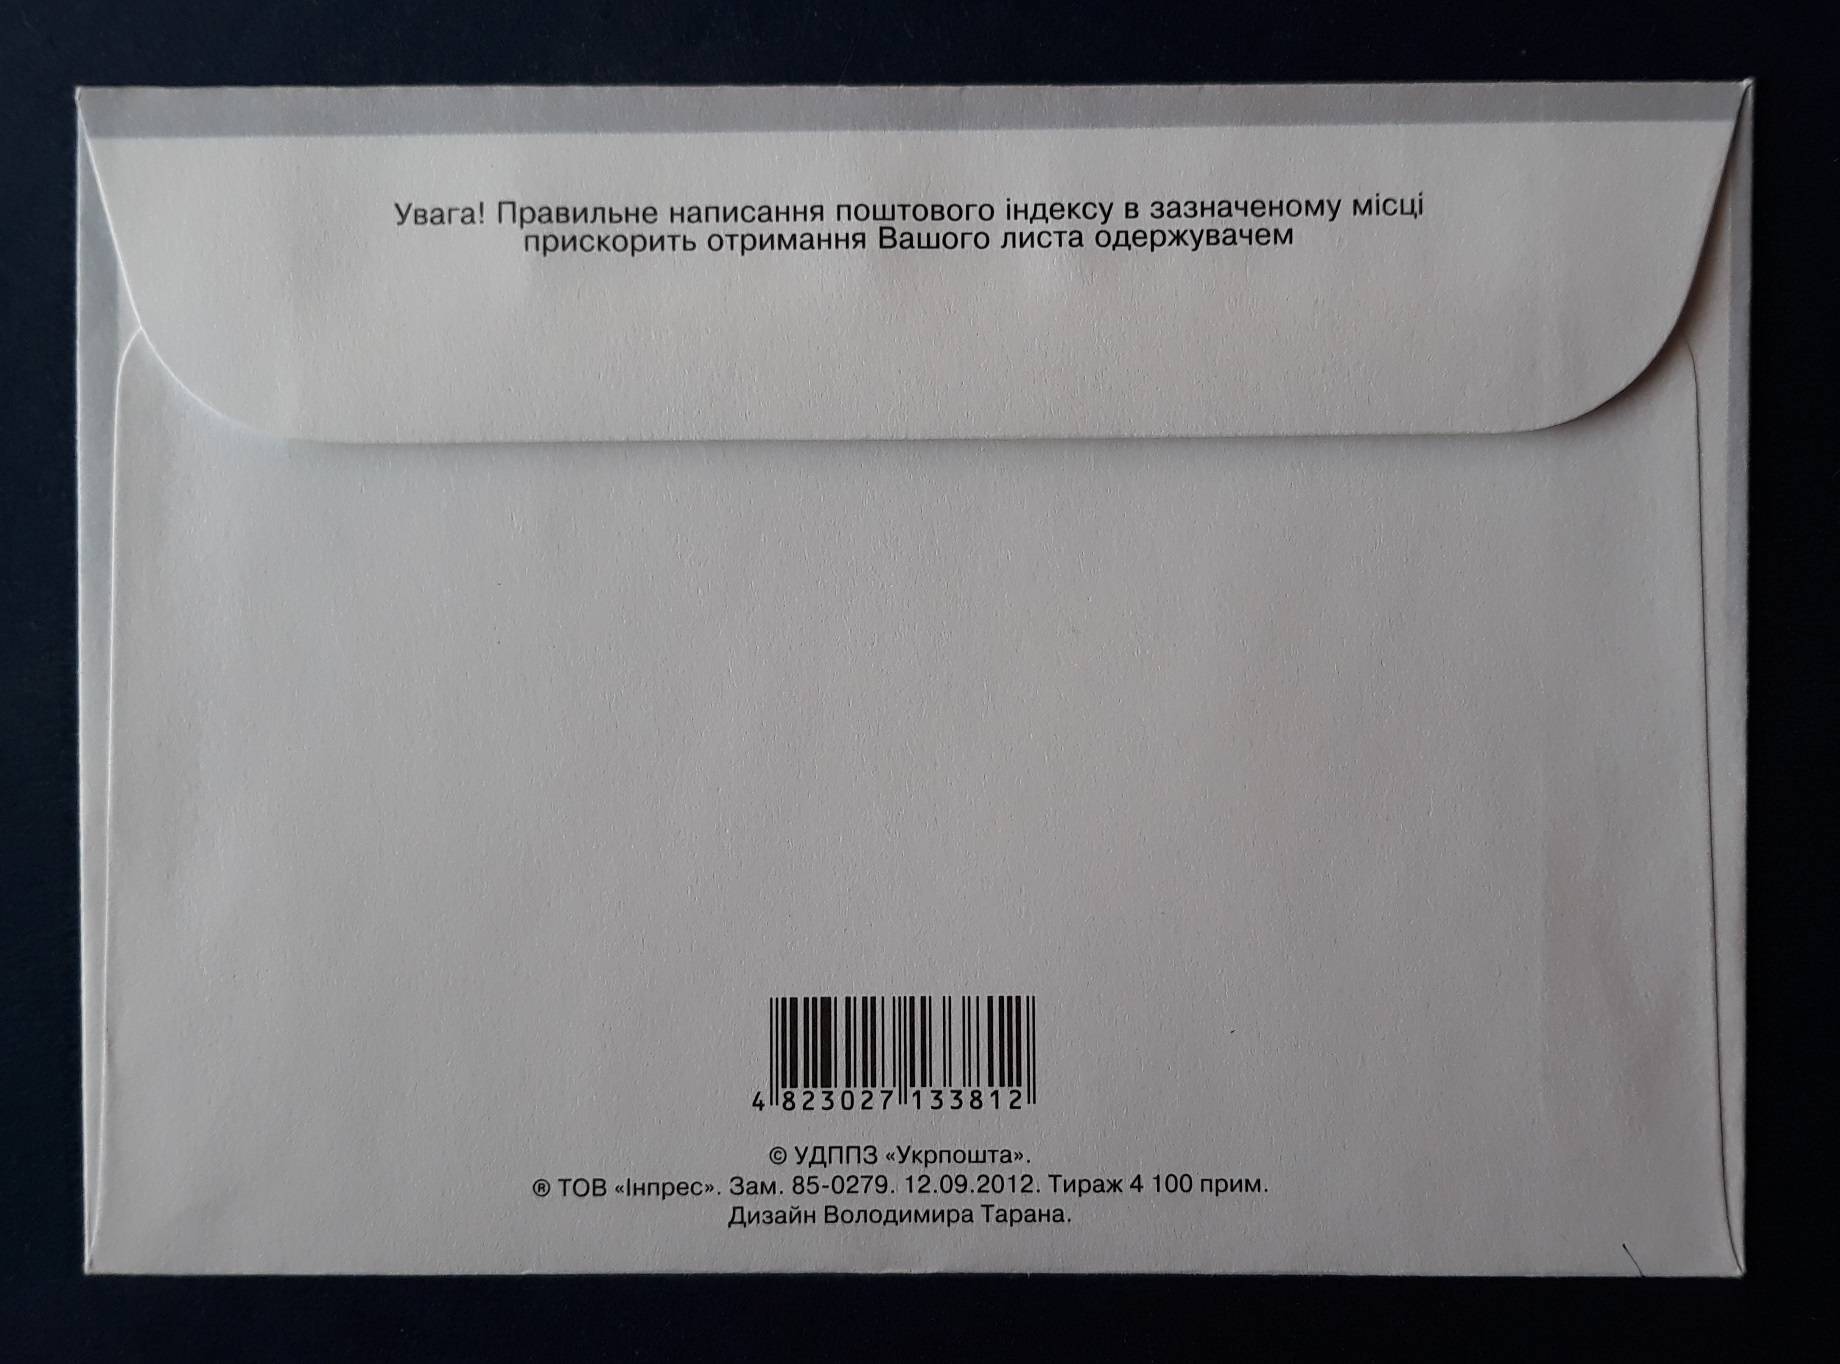 Увага! Правильне написання поштового індексу в зазначеному місці
прискорить отримання Вашого листа одержувачем
4 823027 133812
© УДППЗ «Укрпошта».
® ТОВ «Інпрес». Зам. 85-0279. 12.09.2012. Тираж 4 100 прим.
Дизайн Володимира Тарана.